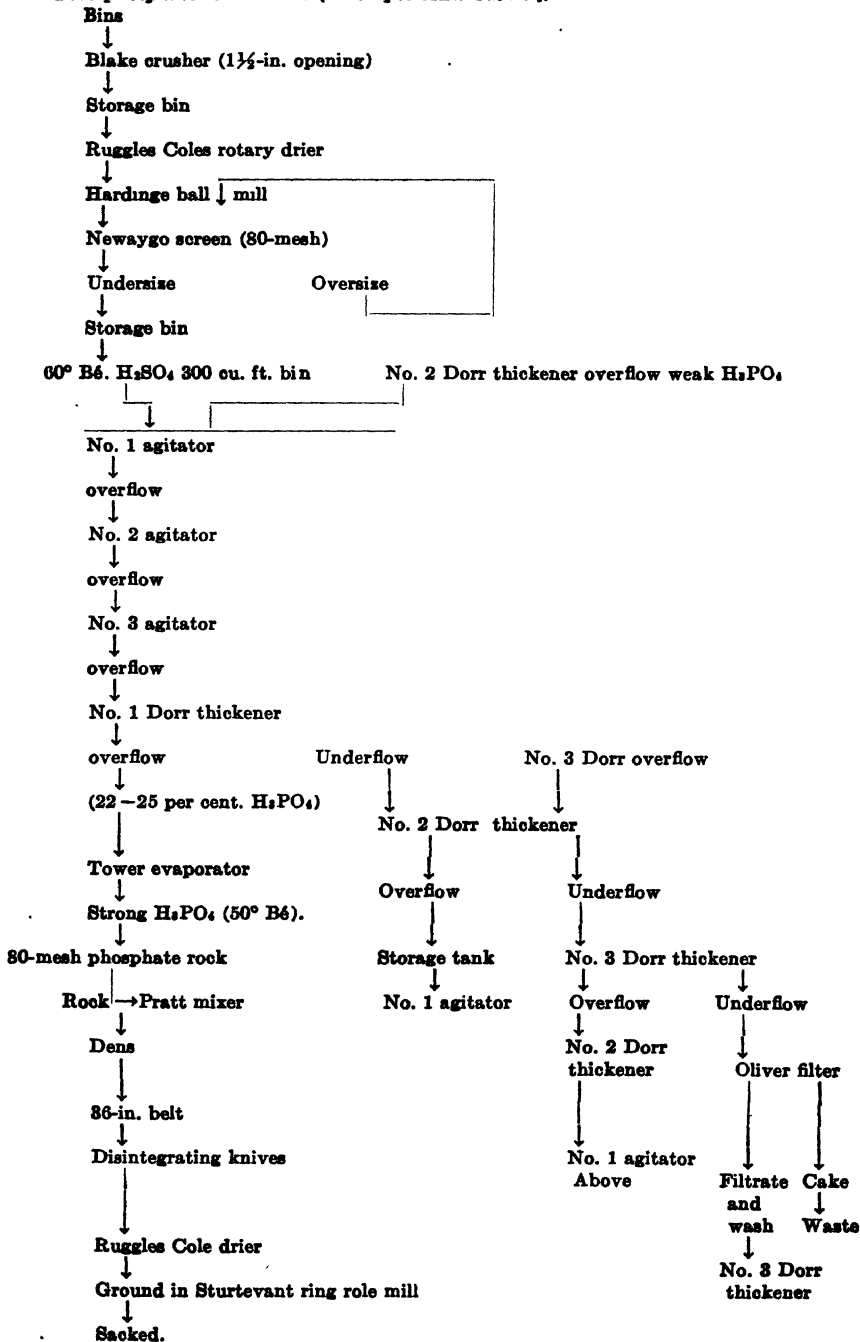 Bins
Blake crusher (1½-in. opening)
Storage bin
Ruggles Coles rotary drier
Hardinge ball mill
Newaygo screen (80-mesh)
Undersize Oversize
Storage bin
60° Bé. H₂SO₄ 300 cu. ft. bin No. 2 Dorr thickener overflow weak H₃PO₄
No. 1 agitator
overflow
No. 2 agitator
overflow
No. 3 agitator
overflow
No. 1 Dorr thickener
overflow Underflow No. 3 Dorr overflow
(22–25 per cent. H₃PO₄)
No. 2 Dorr thickener
Tower evaporator
Overflow Underflow
Strong H₃PO₄ (50° Bé).
80-mesh phosphate rock Storage tank No. 3 Dorr thickener
Rock → Pratt mixer No. 1 agitator Overflow Underflow
Dens
No. 2 Dorr
thickener
Oliver filter
36-in. belt
Disintegrating knives
No. 1 agitator
Above
Filtrate
and
wash
Cake
Waste
Ruggles Cole drier
No. 3 Dorr
thickener
Ground in Sturtevant ring role mill
Sacked.